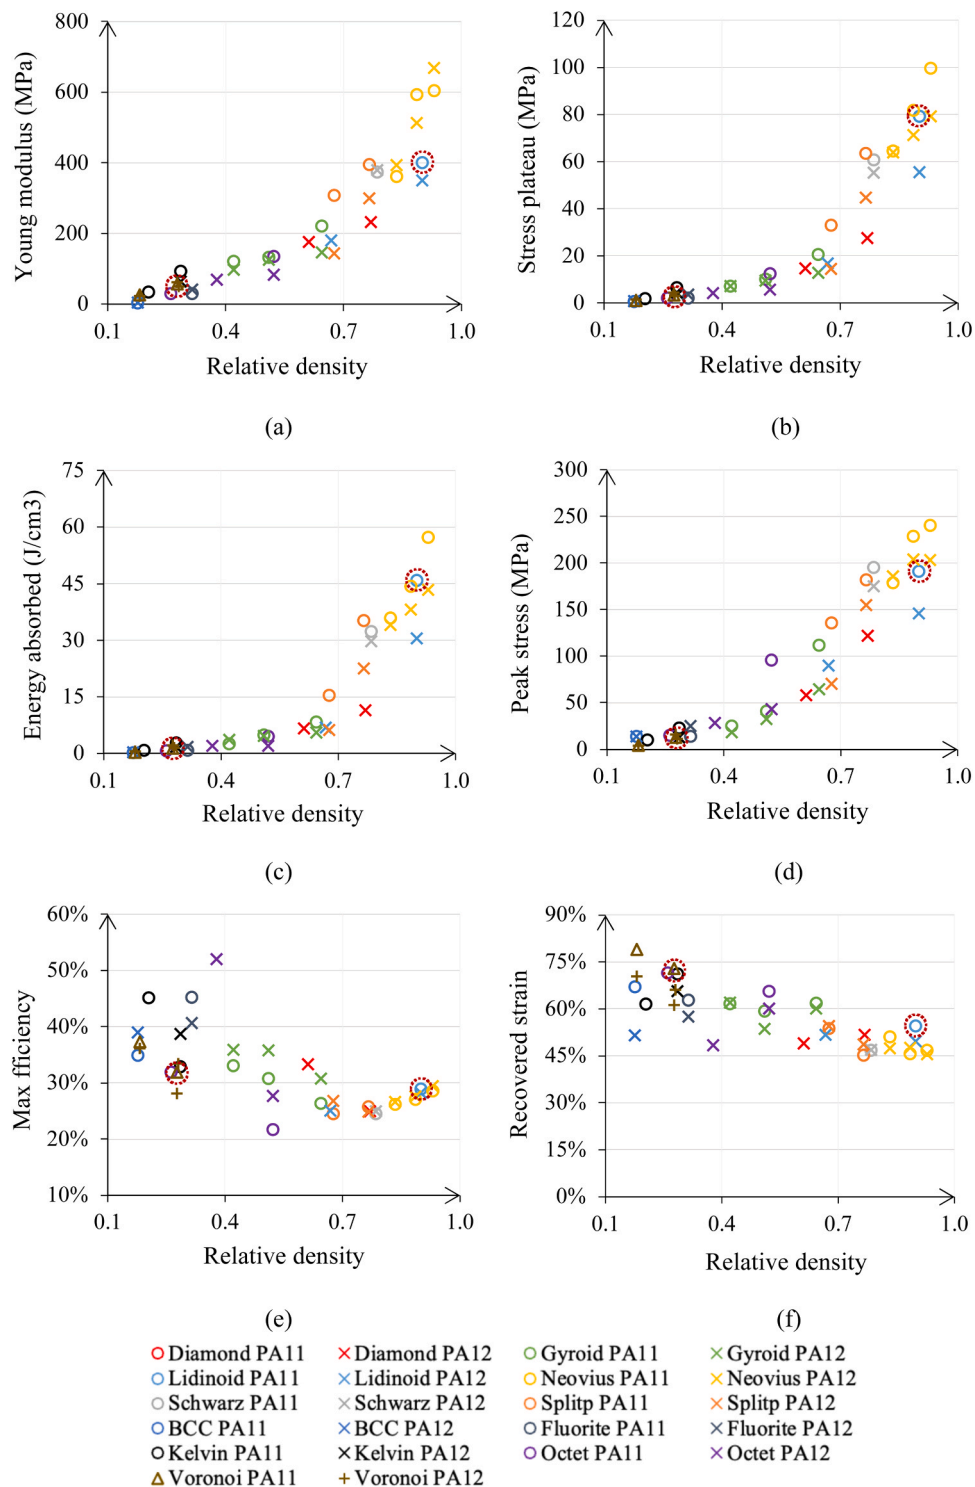 800
600
400
200
0
0.1 0.4 0.7 1.0
Young modulus (MPa)
Relative density
(a)
120
100
80
60
40
20
0
0.1 0.4 0.7 1.0
Stress plateau (MPa)
Relative density
(b)
75
60
45
30
15
0
0.1 0.4 0.7 1.0
Energy absorbed (J/cm3)
Relative density
(c)
300
250
200
150
100
50
0
0.1 0.4 0.7 1.0
Peak stress (MPa)
Relative density
(d)
60%
50%
40%
30%
20%
10%
0.1 0.4 0.7 1.0
Max fficiency
Relative density
(e)
90%
75%
60%
45%
30%
15%
0%
0.1 0.4 0.7 1.0
Recovered strain
Relative density
(f)
Diamond PA11 Diamond PA12 Gyroid PA11 Gyroid PA12
Lidinoid PA11 Lidinoid PA12 Neovius PA11 Neovius PA12
Schwarz PA11 Schwarz PA12 Splitp PA11 Splitp PA12
BCC PA11 BCC PA12 Fluorite PA11 Fluorite PA12
Kelvin PA11 Kelvin PA12 Octet PA11 Octet PA12
Voronoi PA11 Voronoi PA12